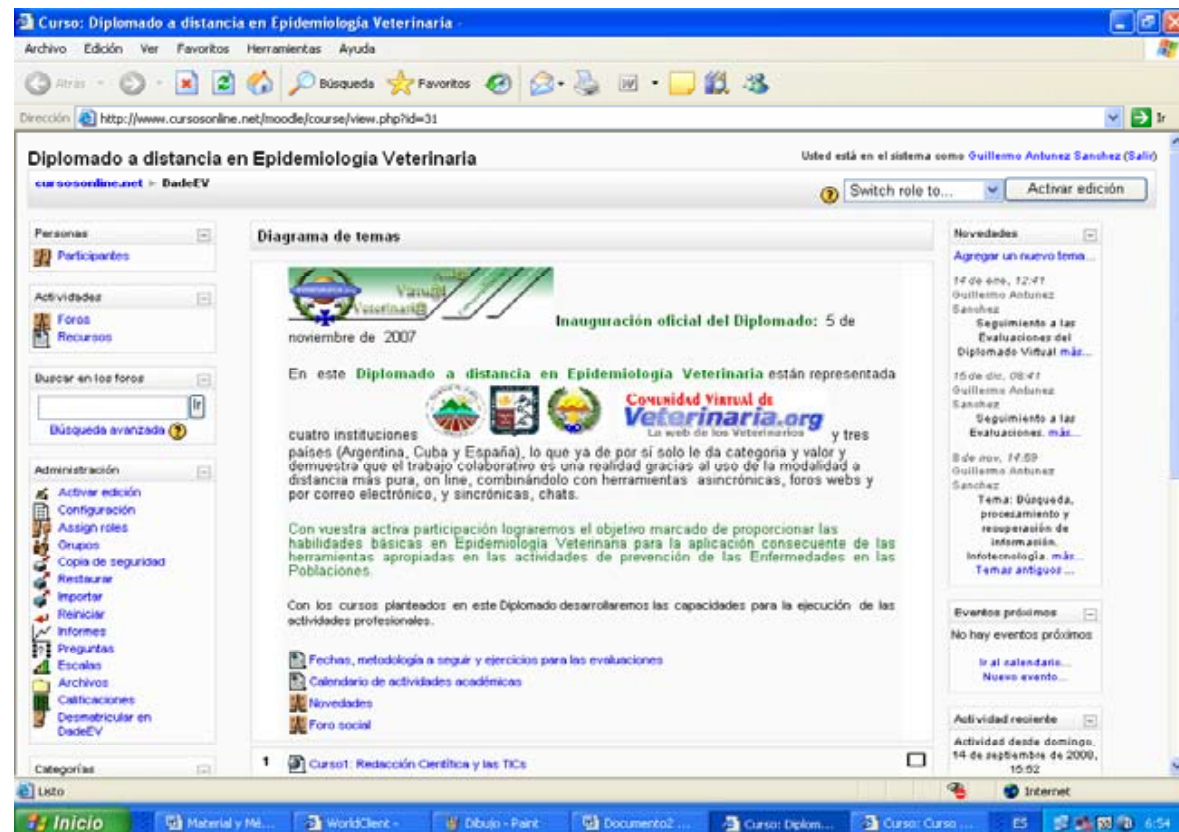 Curso: Diplomado a distancia en Epidemiología Veterinaria -
Archivo Edición Ver Favoritos Herramientas Ayuda
Atrás Búsqueda Favoritos
Dirección http://www.cursosonline.net/moodle/course/view.php?id=31 Ir
Diplomado a distancia en Epidemiología Veterinaria
Usted está en el sistema como Guillermo Antunez Sanchez (Salir)
cursosonline.net ► DadeEV
Switch role to... Activar edición
Personas
Participantes
Actividades
Foros
Recursos
Buscar en los foros
Ir
Búsqueda avanzada
Administración
Activar edición
Configuración
Assign roles
Grupos
Copia de seguridad
Restaurar
Importar
Reiniciar
Informes
Preguntas
Escalas
Archivos
Calificaciones
Desmatricular en
DadeEV
Categorías
Diagrama de temas
Inauguración oficial del Diplomado: 5 de
noviembre de 2007
En este Diplomado a distancia en Epidemiología Veterinaria están representada
Comunidad Virtual de
Veterinaria.org
La web de los Veterinarios
cuatro instituciones y tres
países (Argentina, Cuba y España), lo que ya de por si solo le da categoria y valor y
demuestra que el trabajo colaborativo es una realidad gracias al uso de la modalidad a
distancia más pura, on line, combinándolo con herramientas asincrónicas, foros webs y
por correo electrónico, y sincrónicas, chats.
Con vuestra activa participación lograremos el objetivo marcado de proporcionar las
habilidades básicas en Epidemiología Veterinaria para la aplicación consecuente de las
herramientas apropiadas en las actividades de prevención de las Enfermedades en las
Poblaciones.
Con los cursos planteados en este Diplomado desarrollaremos las capacidades para la ejecución de las
actividades profesionales.
Fechas, metodología a seguir y ejercicios para las evaluaciones
Calendario de actividades académicas
Novedades
Foro social
1 Curso1: Redacción Científica y las TICs
Novedades
Agregar un nuevo tema...
14 de ene, 12:41
Guillermo Antunez
Sanchez
Seguimiento a las
Evaluaciones del
Diplomado Virtual más...
15 de dic, 08:41
Guillermo Antunez
Sanchez
Seguimiento a las
Evaluaciones. más...
8 de nov, 14:59
Guillermo Antunez
Sanchez
Tema: Búsqueda,
procesamiento y
recuperación de
información.
Infotecnología. más...
Temas antiguos ...
Eventos próximos
No hay eventos próximos
Ir al calendario...
Nuevo evento...
Actividad reciente
Actividad desde domingo,
14 de septiembre de 2008,
15:52
Listo Internet
Inicio Material y Mé... WorldClient - Dibujo - Paint Documento2 ... Curso: Diplom... Curso: Curso ... ES 6:54